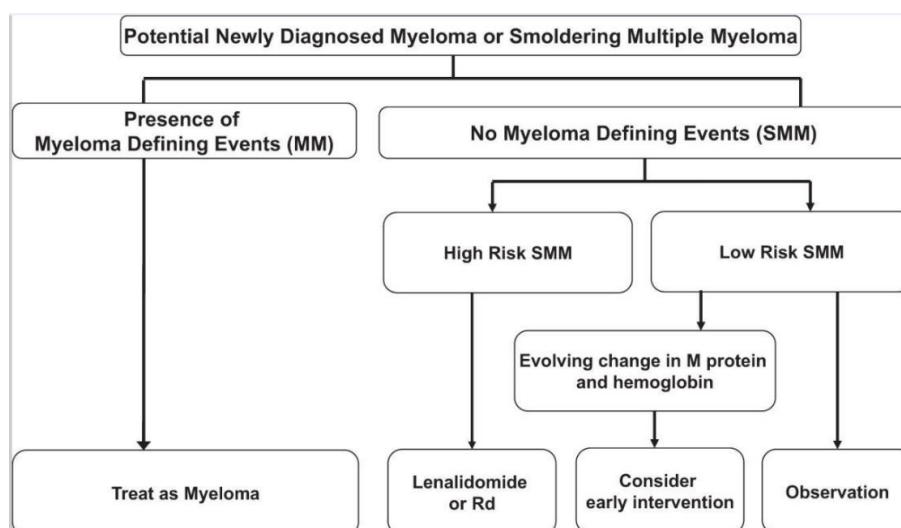 Potential Newly Diagnosed Myeloma or Smoldering Multiple Myeloma
Presence of
Myeloma Defining Events (MM)
No Myeloma Defining Events (SMM)
High Risk SMM
Low Risk SMM
Evolving change in M protein
and hemoglobin
Treat as Myeloma
Lenalidomide
or Rd
Consider
early intervention
Observation